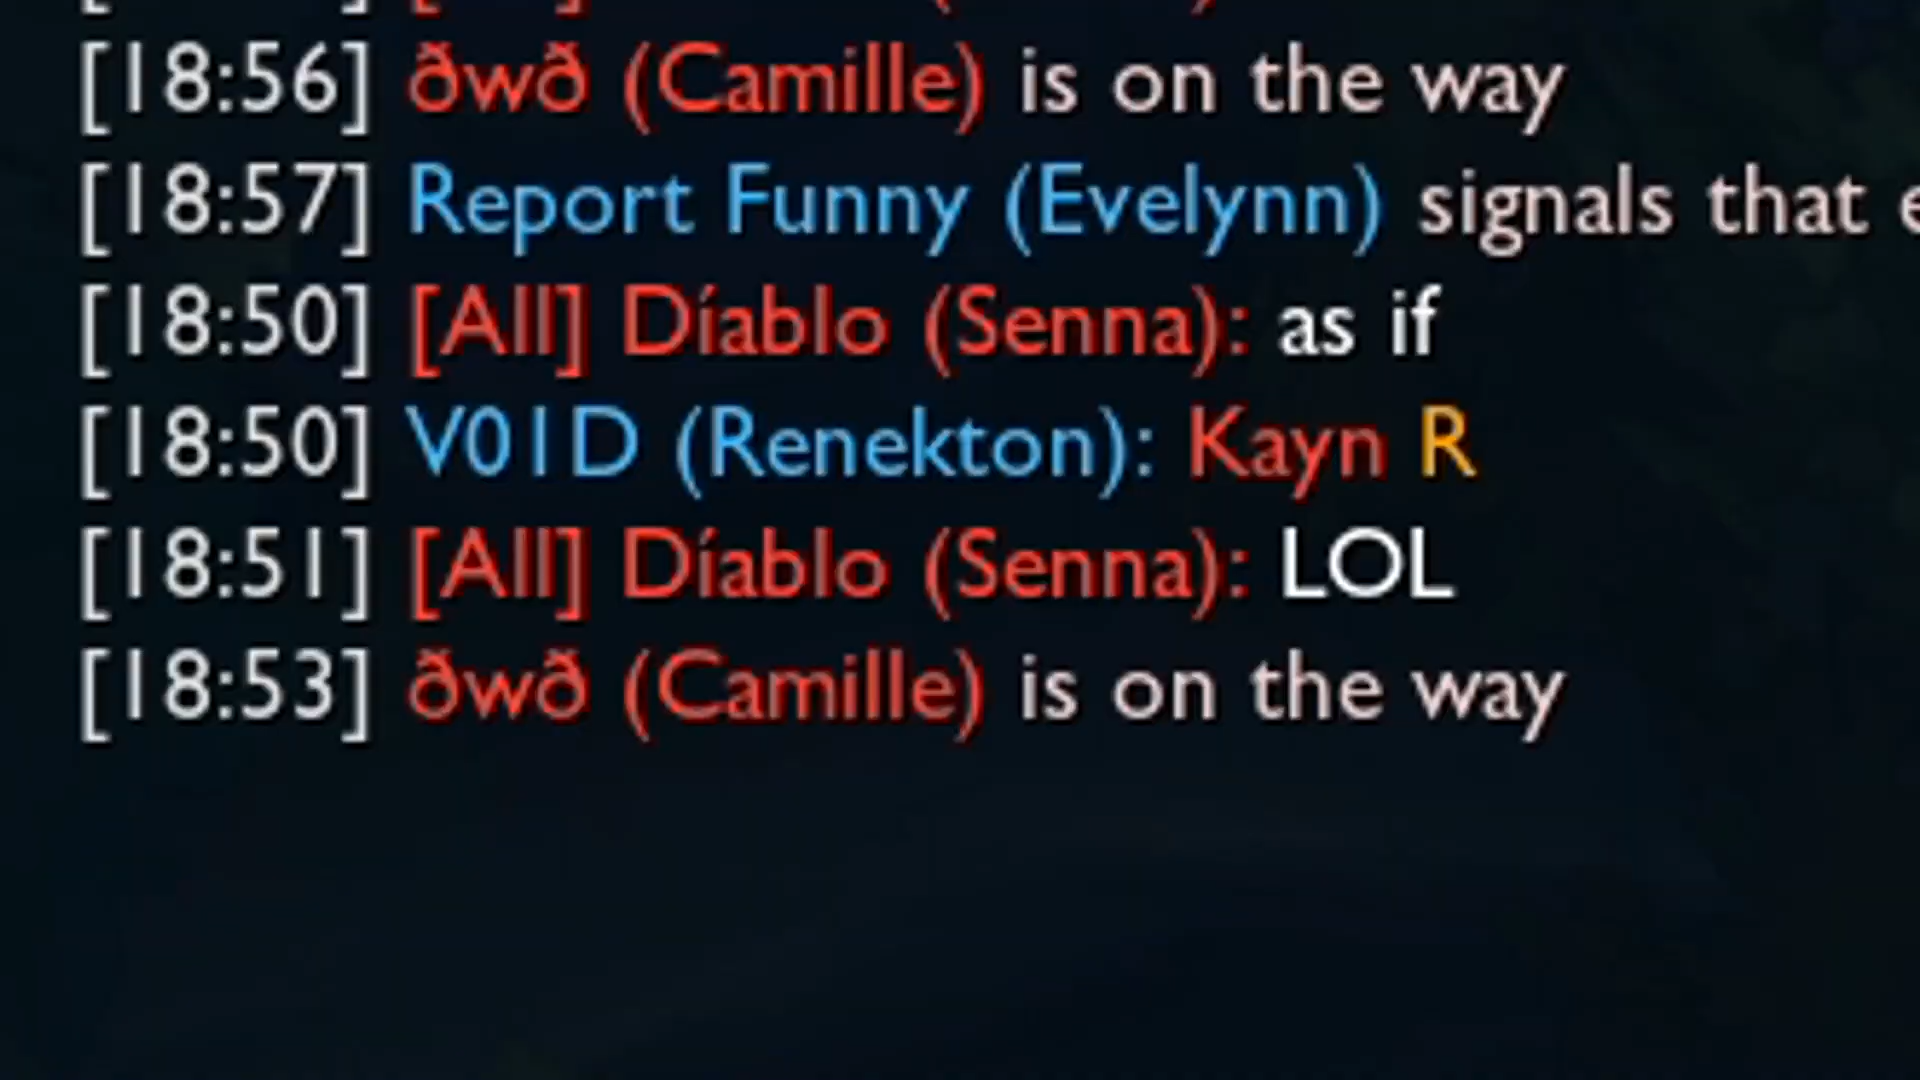 [18:56] ðwð (Camille) is on the way
[18:57] Report Funny (Evelynn) signals that
[18:50] [All] Díablo (Senna): as if
[18:50] V01D (Renekton): Kayn R
[18:51] [All] Díablo (Senna): LOL
[18:53] ðwð (Camille) is on the way